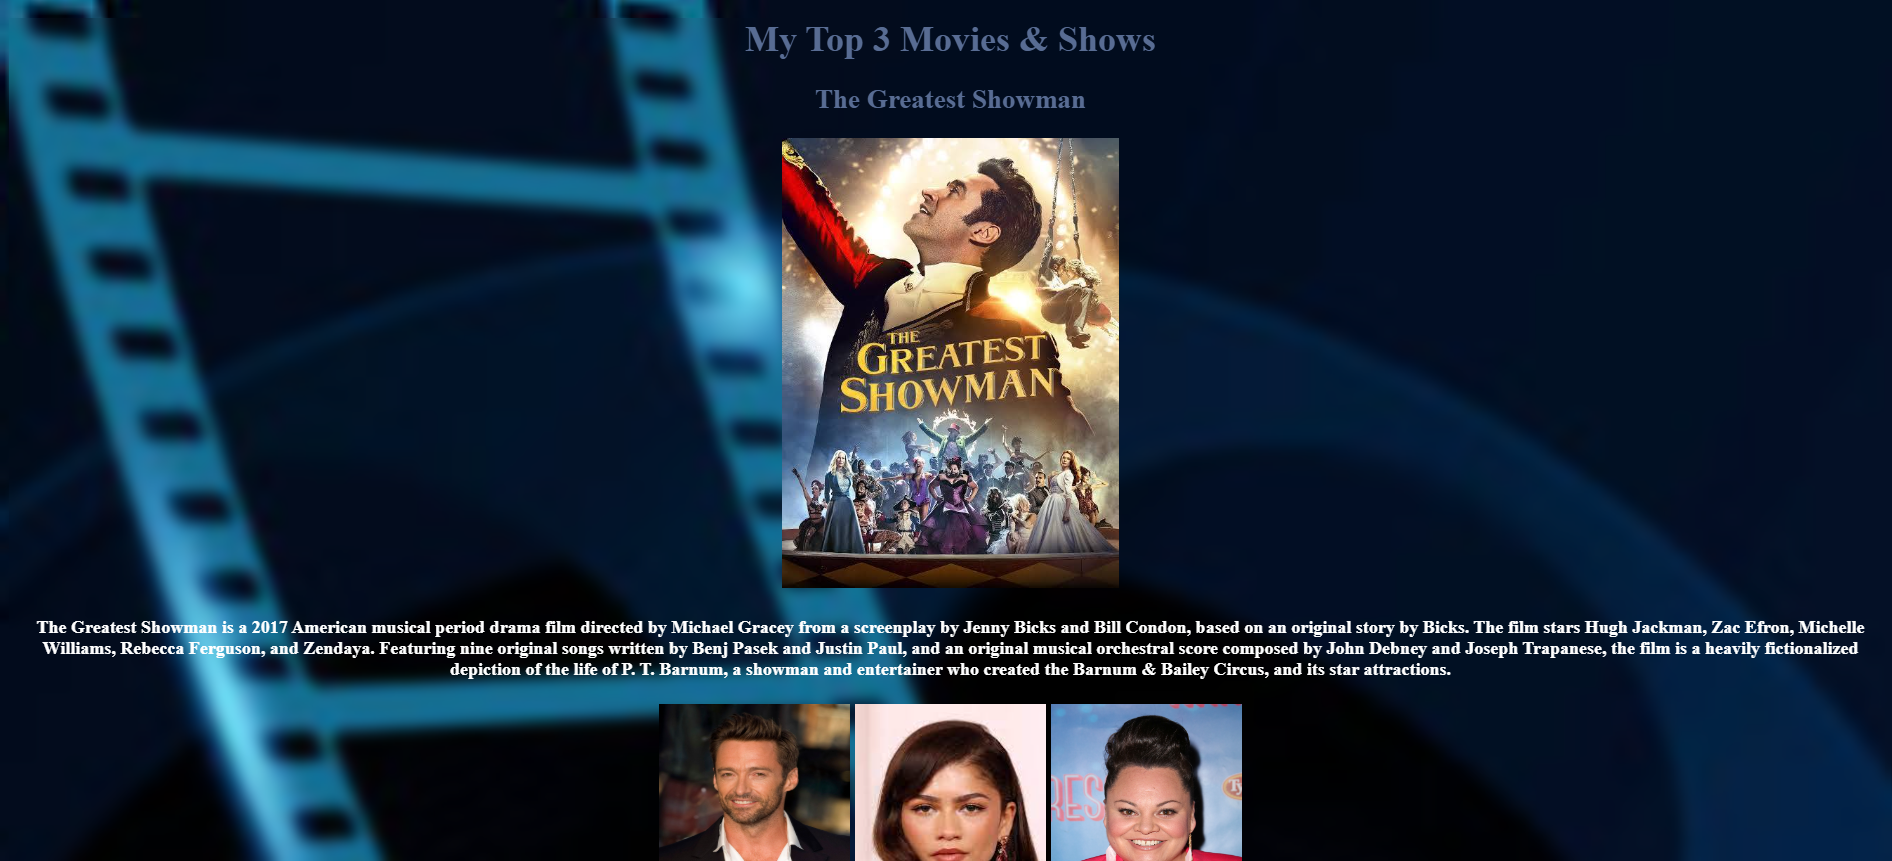 My Top 3 Movies & Shows
The Greatest Showman
THE
GREATEST
SHOWMAN
The Greatest Showman is a 2017 American musical period drama film directed by Michael Gracey from a screenplay by Jenny Bicks and Bill Condon, based on an original story by Bicks. The film stars Hugh Jackman, Zac Efron, Michelle
Williams, Rebecca Ferguson, and Zendaya. Featuring nine original songs written by Benj Pasek and Justin Paul, and an original musical orchestral score composed by John Debney and Joseph Trapanese, the film is a heavily fictionalized
depiction of the life of P. T. Barnum, a showman and entertainer who created the Barnum & Bailey Circus, and its star attractions.